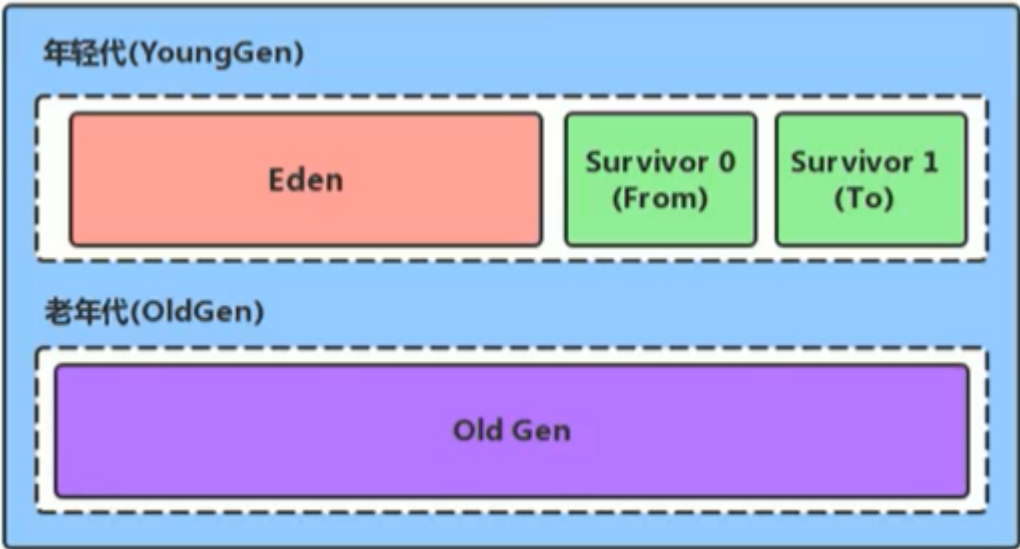 年轻代(YoungGen)
Eden
Survivor 0
(From)
Survivor 1
(To)
老年代(OldGen)
Old Gen